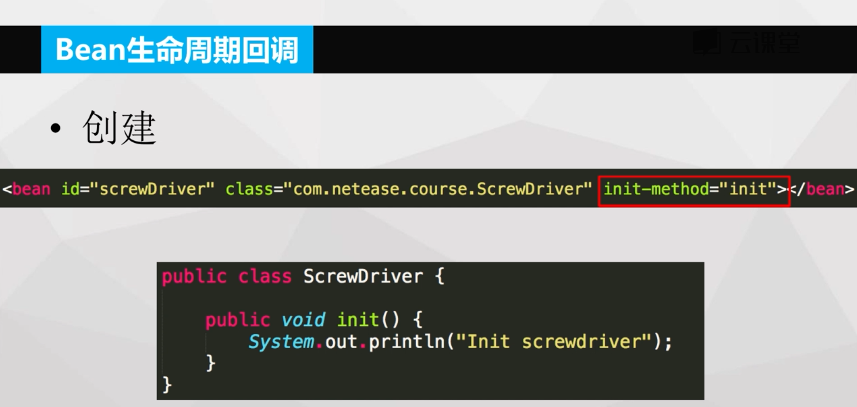 Bean生命周期回调
云课堂
• 创建
<bean id="screwDriver" class="com.netease.course.ScrewDriver" init-method="init"></bean>
public class ScrewDriver {
public void init() {
System.out.println("Init screwdriver");
}
}